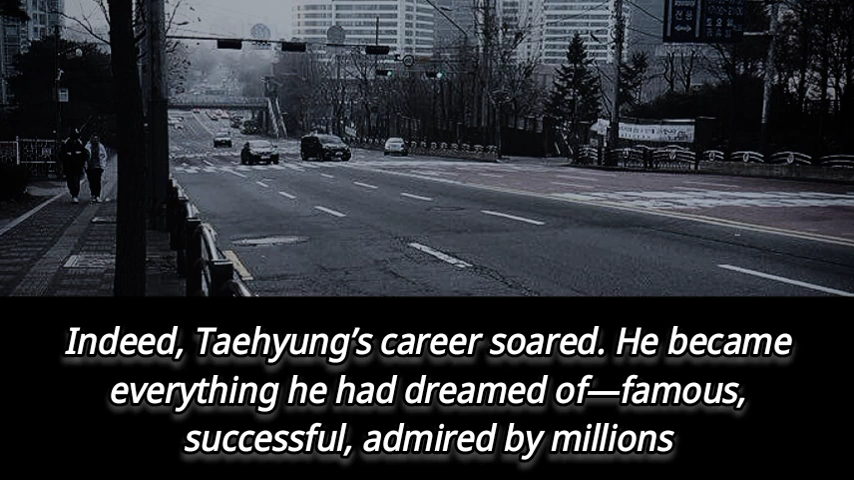 Indeed, Taehyung’s career soared. He became
everything he had dreamed of—famous,
successful, admired by millions